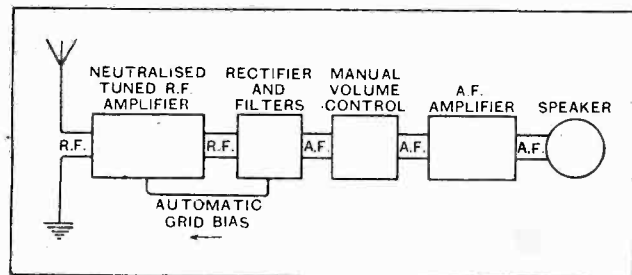 NEUTRALISED
TUNED R.F.
AMPLIFIER
RECTIFIER
AND
FILTERS
MANUAL
VOLUME
CONTROL
A.F.
AMPLIFIER
SPEAKER
R.F.
R.F.
A.F.
A.F.
A.F.
AUTOMATIC
GRID BIAS